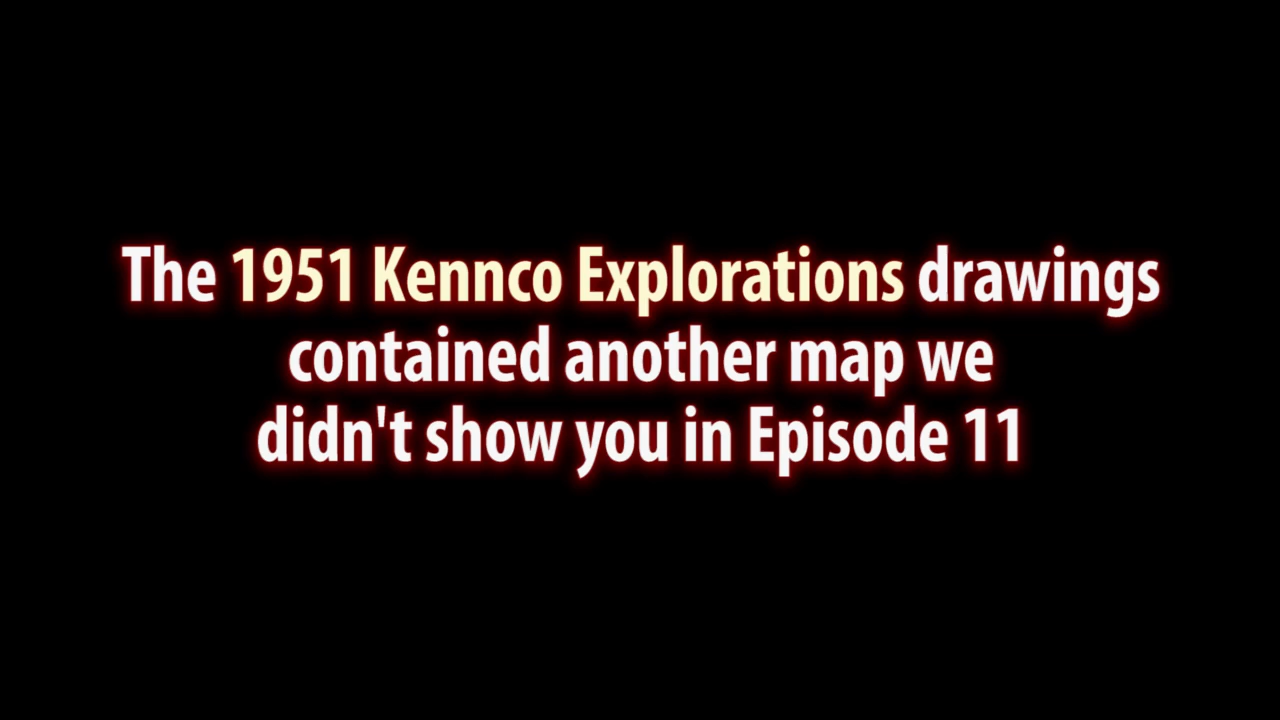 The 1951 Kennco Explorations drawings
contained another map we
didn't show you in Episode 11